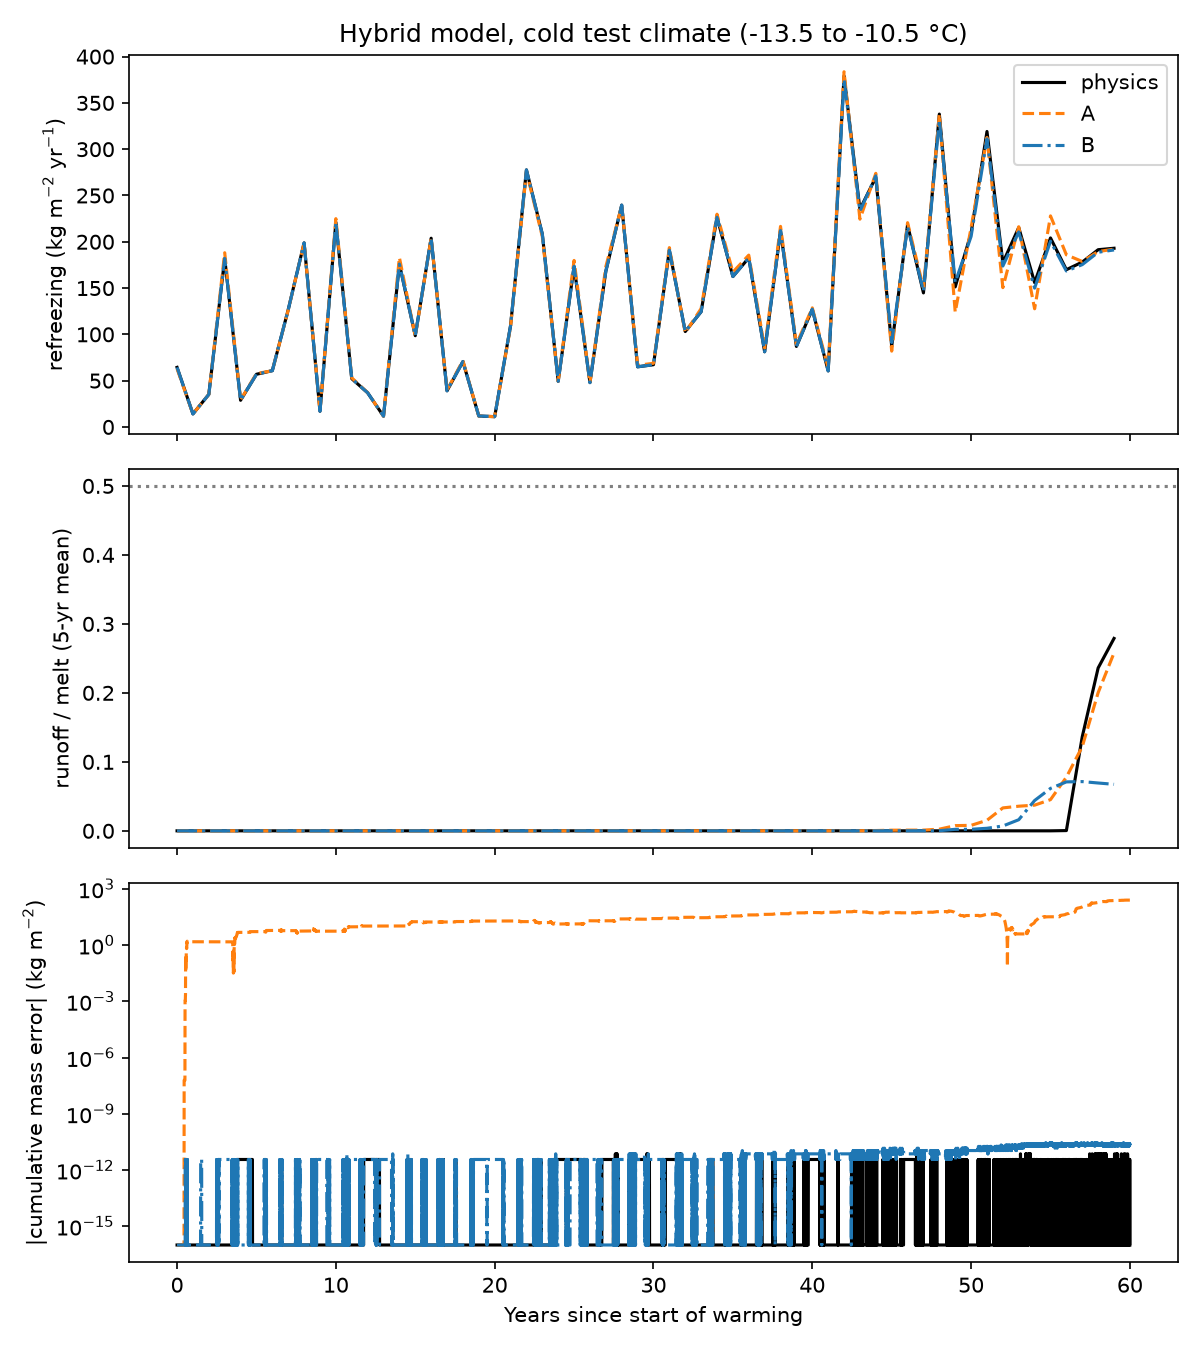 Hybrid model, cold test climate (-13.5 to -10.5 °C)
refreezing (kg m⁻² yr⁻¹)
400
350
300
250
200
150
100
50
0
physics
A
B
runoff / melt (5-yr mean)
0.5
0.4
0.3
0.2
0.1
0.0
|cumulative mass error| (kg m⁻²)
10³
10⁰
10⁻³
10⁻⁶
10⁻⁹
10⁻¹²
10⁻¹⁵
0 10 20 30 40 50 60
Years since start of warming